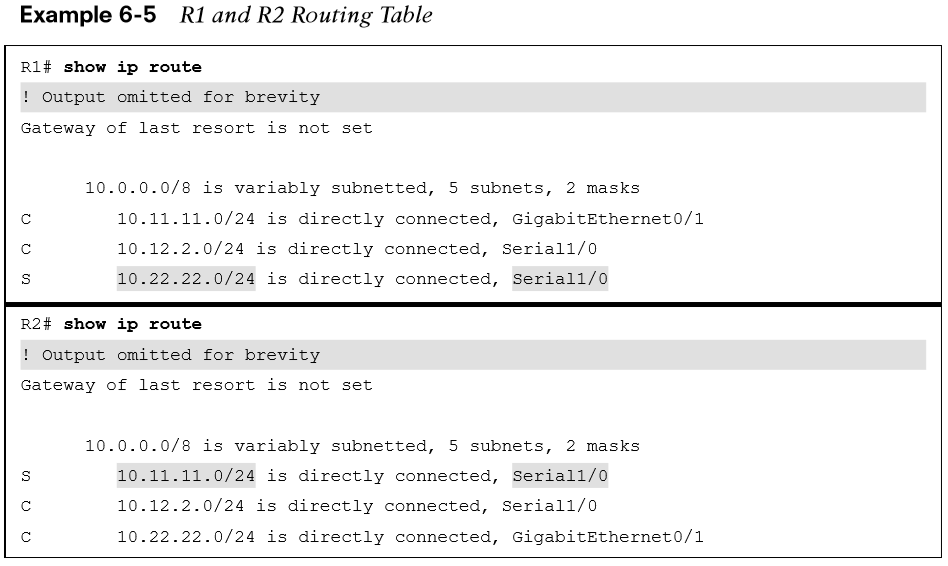 Example 6-5 R1 and R2 Routing Table
R1# show ip route
! Output omitted for brevity
Gateway of last resort is not set
10.0.0.0/8 is variably subnetted, 5 subnets, 2 masks
C 10.11.11.0/24 is directly connected, GigabitEthernet0/1
C 10.12.2.0/24 is directly connected, Serial1/0
S 10.22.22.0/24 is directly connected, Serial1/0
R2# show ip route
! Output omitted for brevity
Gateway of last resort is not set
10.0.0.0/8 is variably subnetted, 5 subnets, 2 masks
S 10.11.11.0/24 is directly connected, Serial1/0
C 10.12.2.0/24 is directly connected, Serial1/0
C 10.22.22.0/24 is directly connected, GigabitEthernet0/1